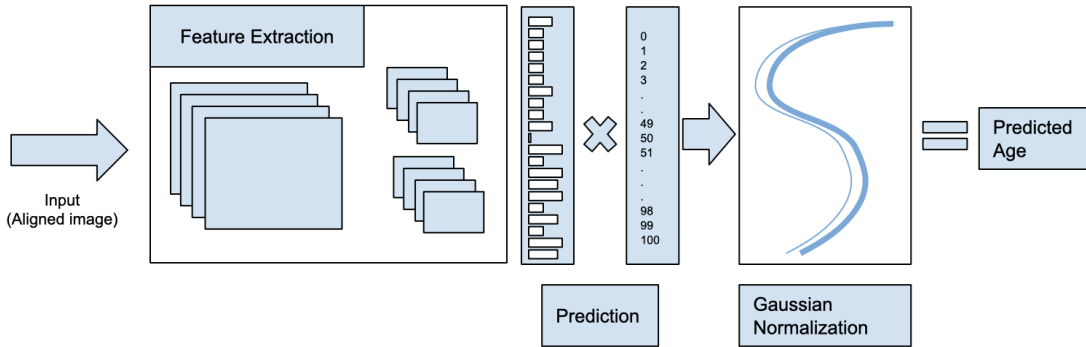 Feature Extraction
Input
(Aligned image)
0
1
2
3
.
.
49
50
51
.
.
.
98
99
100
Prediction
Gaussian
Normalization
Predicted
Age